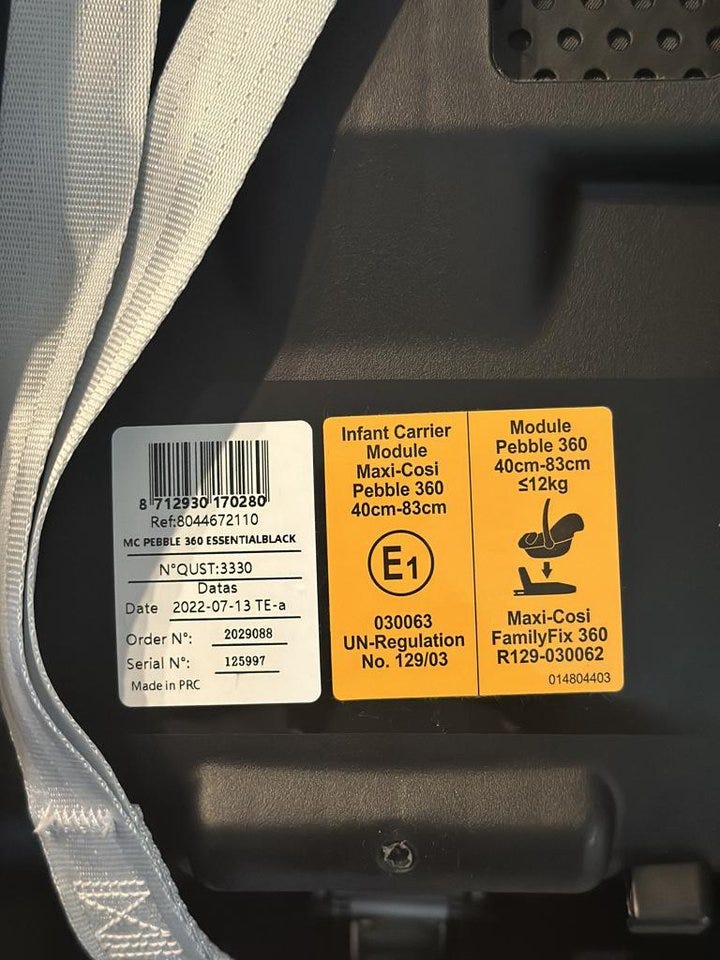 8 712930 170280
Ref:8044672110
MC PEBBLE 360 ESSENTIALBLACK
N°QUST:3330
Datas
Date 2022-07-13 TE-a
Order N°: 2029088
Serial N°: 125997
Made in PRC
Infant Carrier
Module
Maxi-Cosi
Pebble 360
40cm-83cm
E1
030063
UN-Regulation
No. 129/03
Module
Pebble 360
40cm-83cm
≤12kg
Maxi-Cosi
FamilyFix 360
R129-030062
014804403